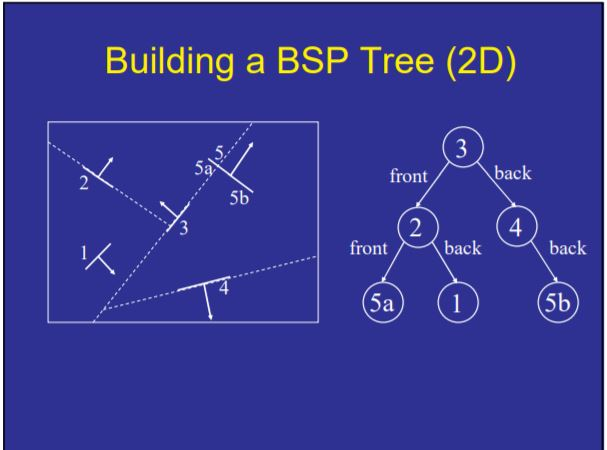 Building a BSP Tree (2D)
5
5a
5b
2
3
1
4
3
front
back
2
4
front
back
back
5a
1
5b